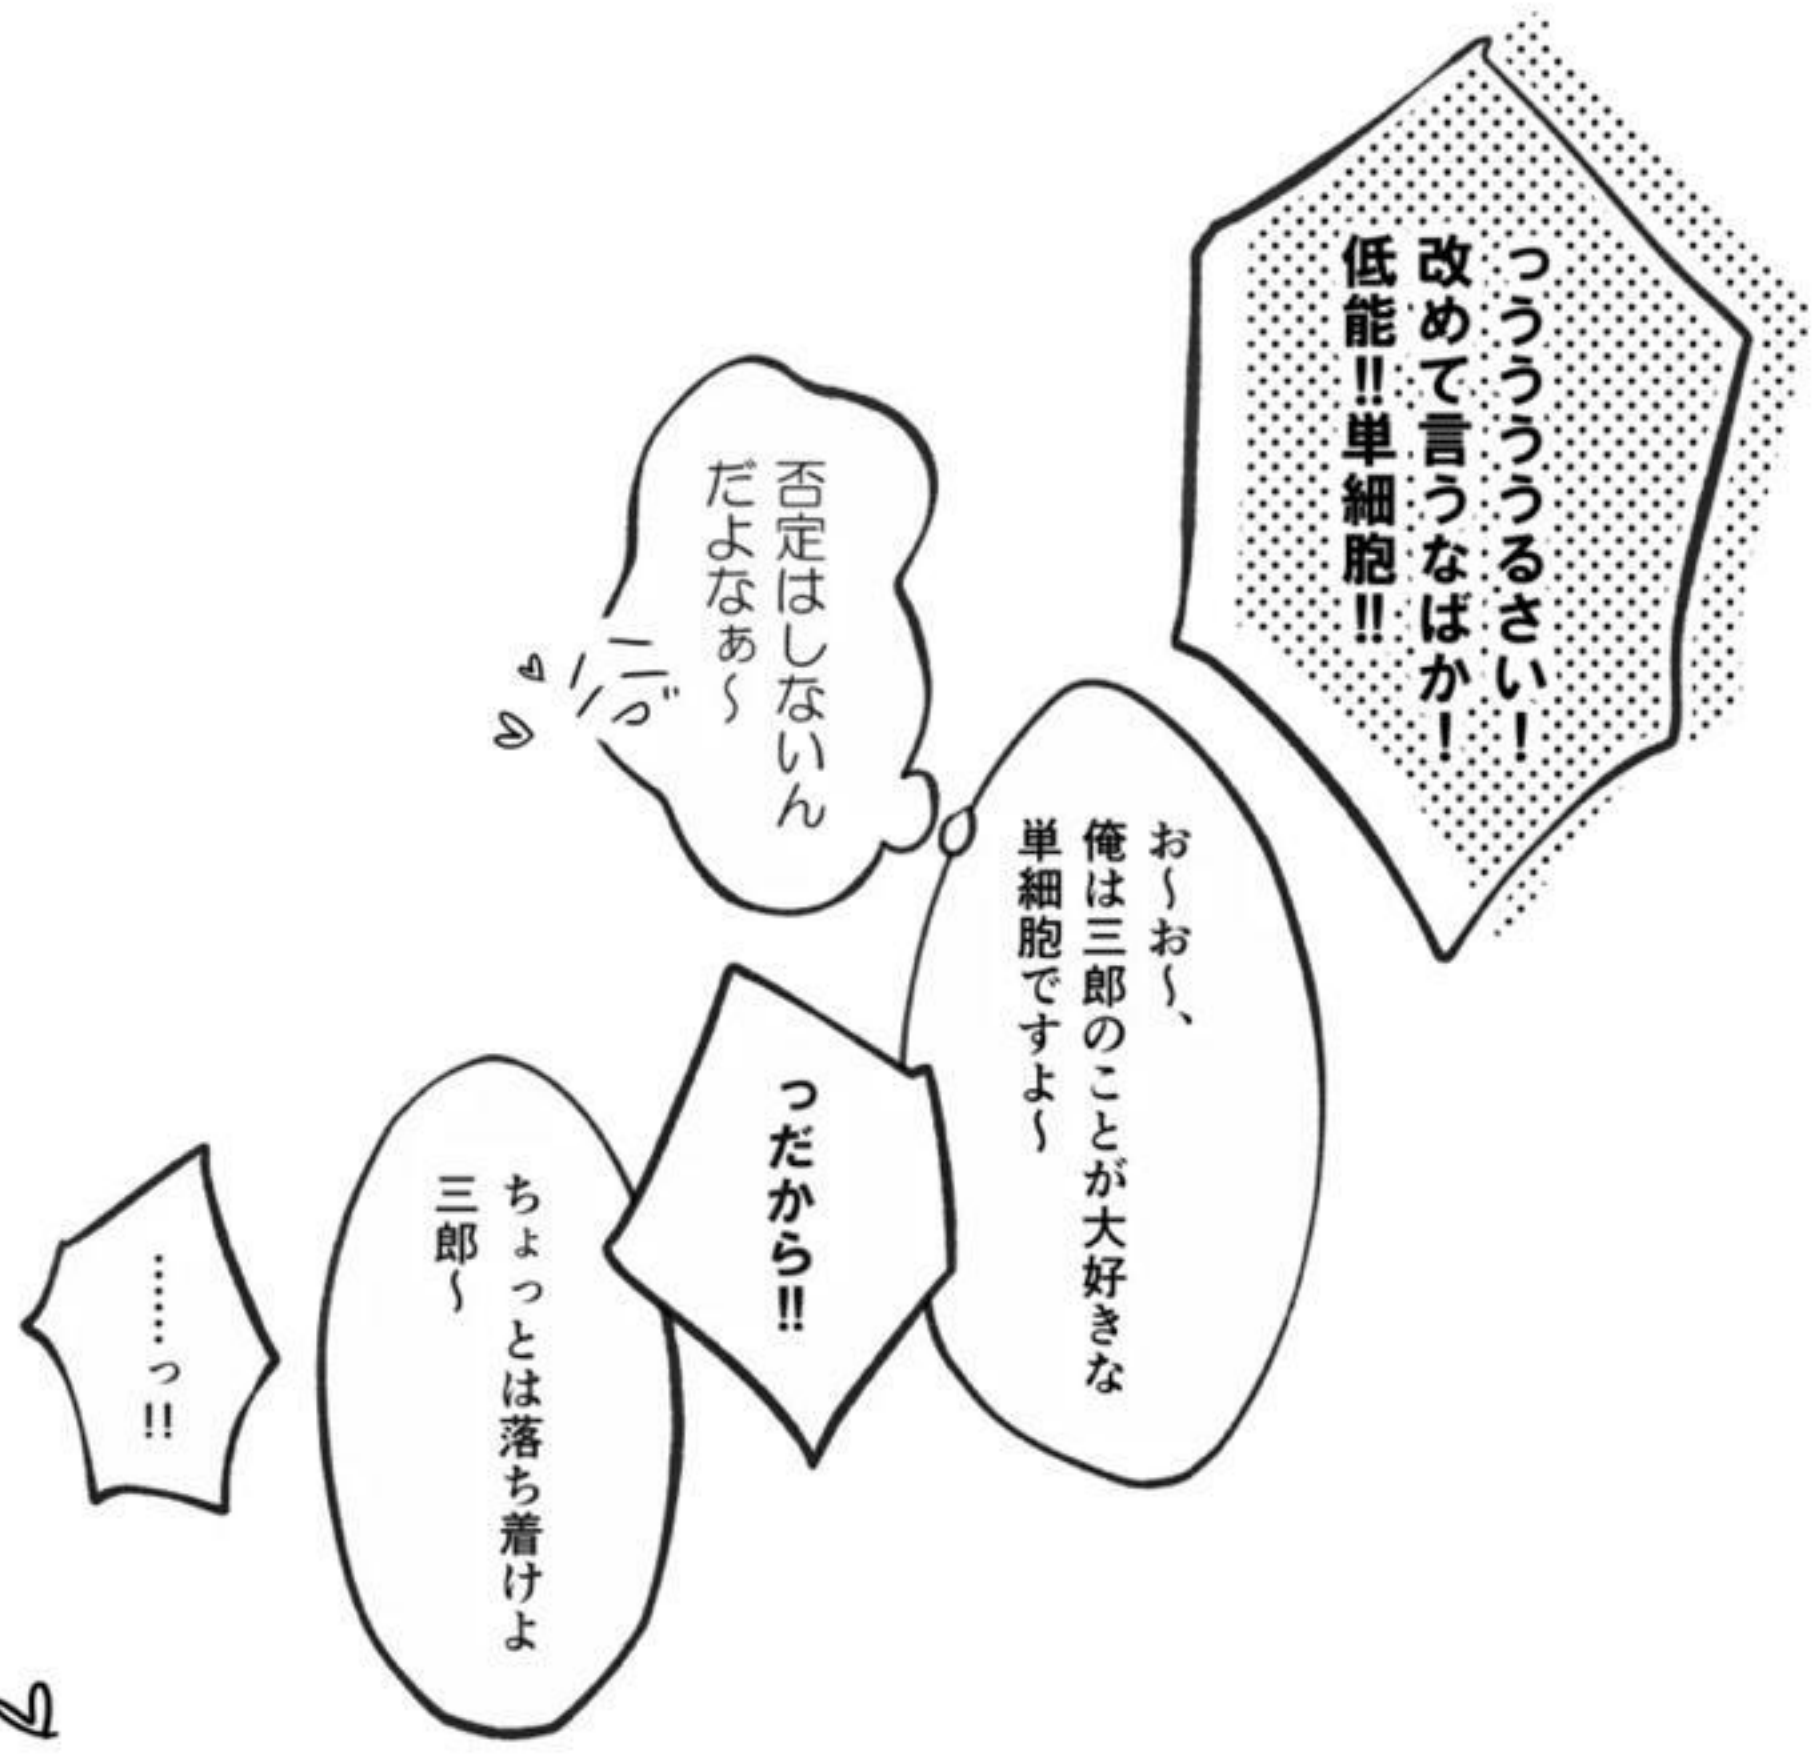 っうううううるさい！
改めて言うなばか！
低能!!単細胞!!
お〜お〜、
俺は三郎のことが大好きな
単細胞ですよ〜
否定はしないん
だよなぁ〜
っだから!!
ちょっとは落ち着けよ
三郎〜
……っ!!